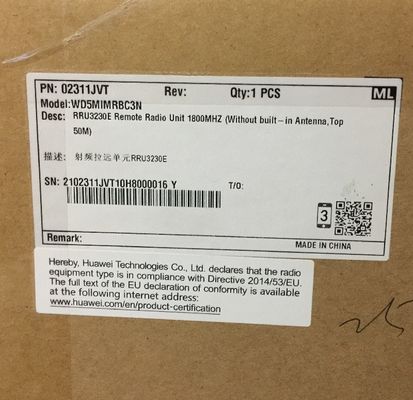 PN: 02311JVT Rev: Qty:1 PCS ML
Model:WD5MIMRBC3N
Desc: RRU3230E Remote Radio Unit 1800MHZ (Without built-in Antenna,Top
50M)
描述: 射频拉远单元RRU3230E
SN: 2102311JVT10H8000016 Y T/O:
3
Remark: MADE IN CHINA
Hereby, Huawei Technologies Co., Ltd. declares that the radio
equipment type is in compliance with Directive 2014/53/EU.
The full text of the EU declaration of conformity is available
at the following internet address:
www.huawei.com/en/product-certification